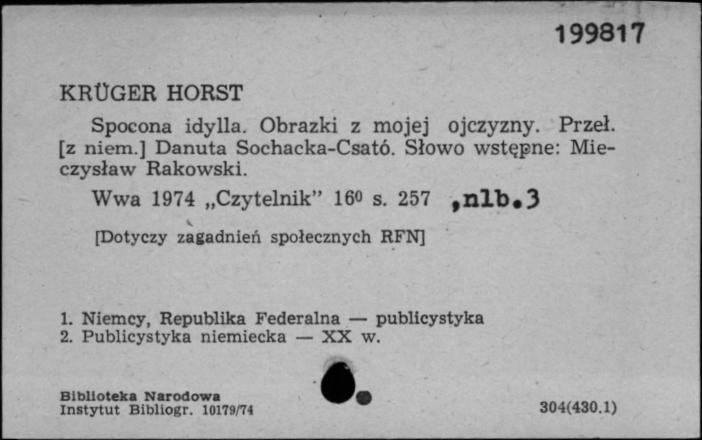 199817
KRÜGER HORST
Spocona idylla. Obrazki z mojej ojczyzny. Przeł.
[z niem.] Danuta Sochacka-Csató. Słowo wstępne: Mie-
czysław Rakowski.
Wwa 1974 „Czytelnik” 16⁰ s. 257 ,nlb.3
[Dotyczy zagadnień społecznych RFN]
1. Niemcy, Republika Federalna — publicystyka
2. Publicystyka niemiecka — XX w.
Biblioteka Narodowa
Instytut Bibliogr. 10179/74
304(430.1)